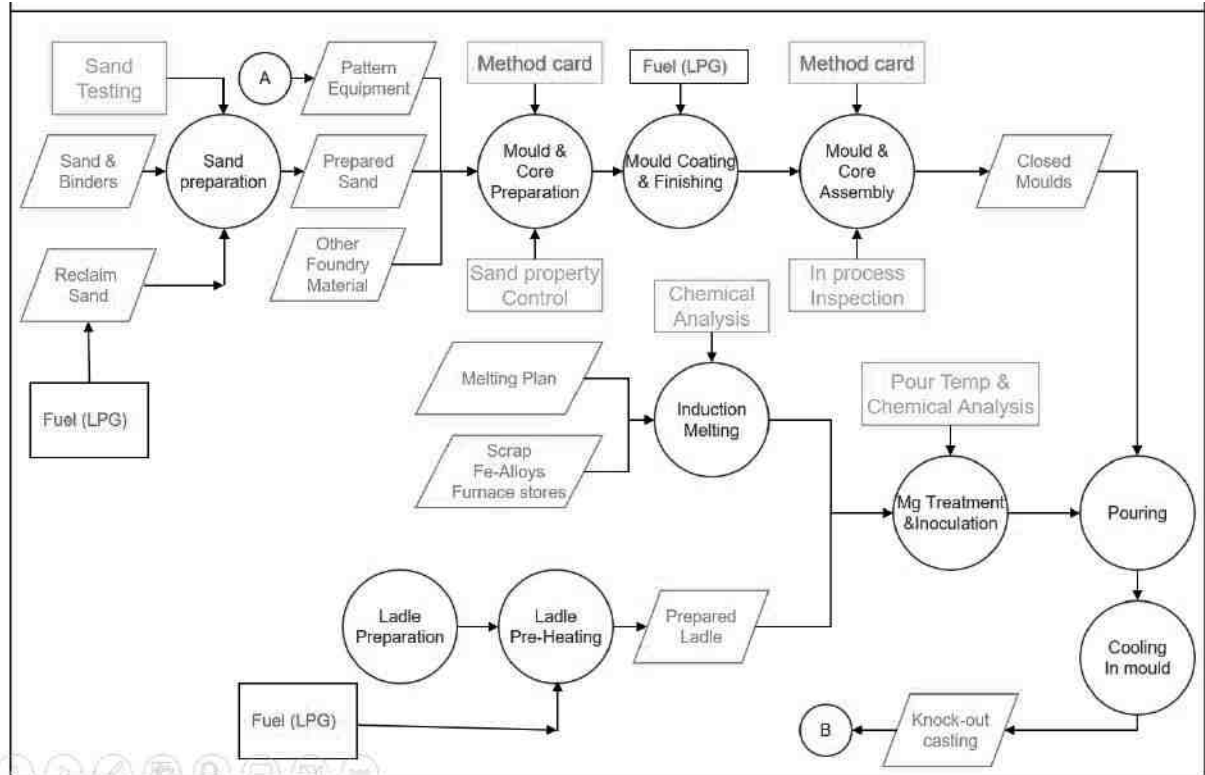 Sand
Testing
A
Pattern
Equipment
Method card
Fuel (LPG)
Method card
Sand &
Binders
Sand
preparation
Prepared
Sand
Mould &
Core
Preparation
Mould Coating
& Finishing
Mould &
Core
Assembly
Closed
Moulds
Reclaim
Sand
Other
Foundry
Material
Sand property
Control
In process
Inspection
Chemical
Analysis
Fuel (LPG)
Melting Plan
Induction
Melting
Pour Temp &
Chemical Analysis
Scrap
Fe-Alloys
Furnace stores
Mg Treatment
&Inoculation
Pouring
Ladle
Preparation
Ladle
Pre-Heating
Prepared
Ladle
Cooling
In mould
Fuel (LPG)
B
Knock-out
casting